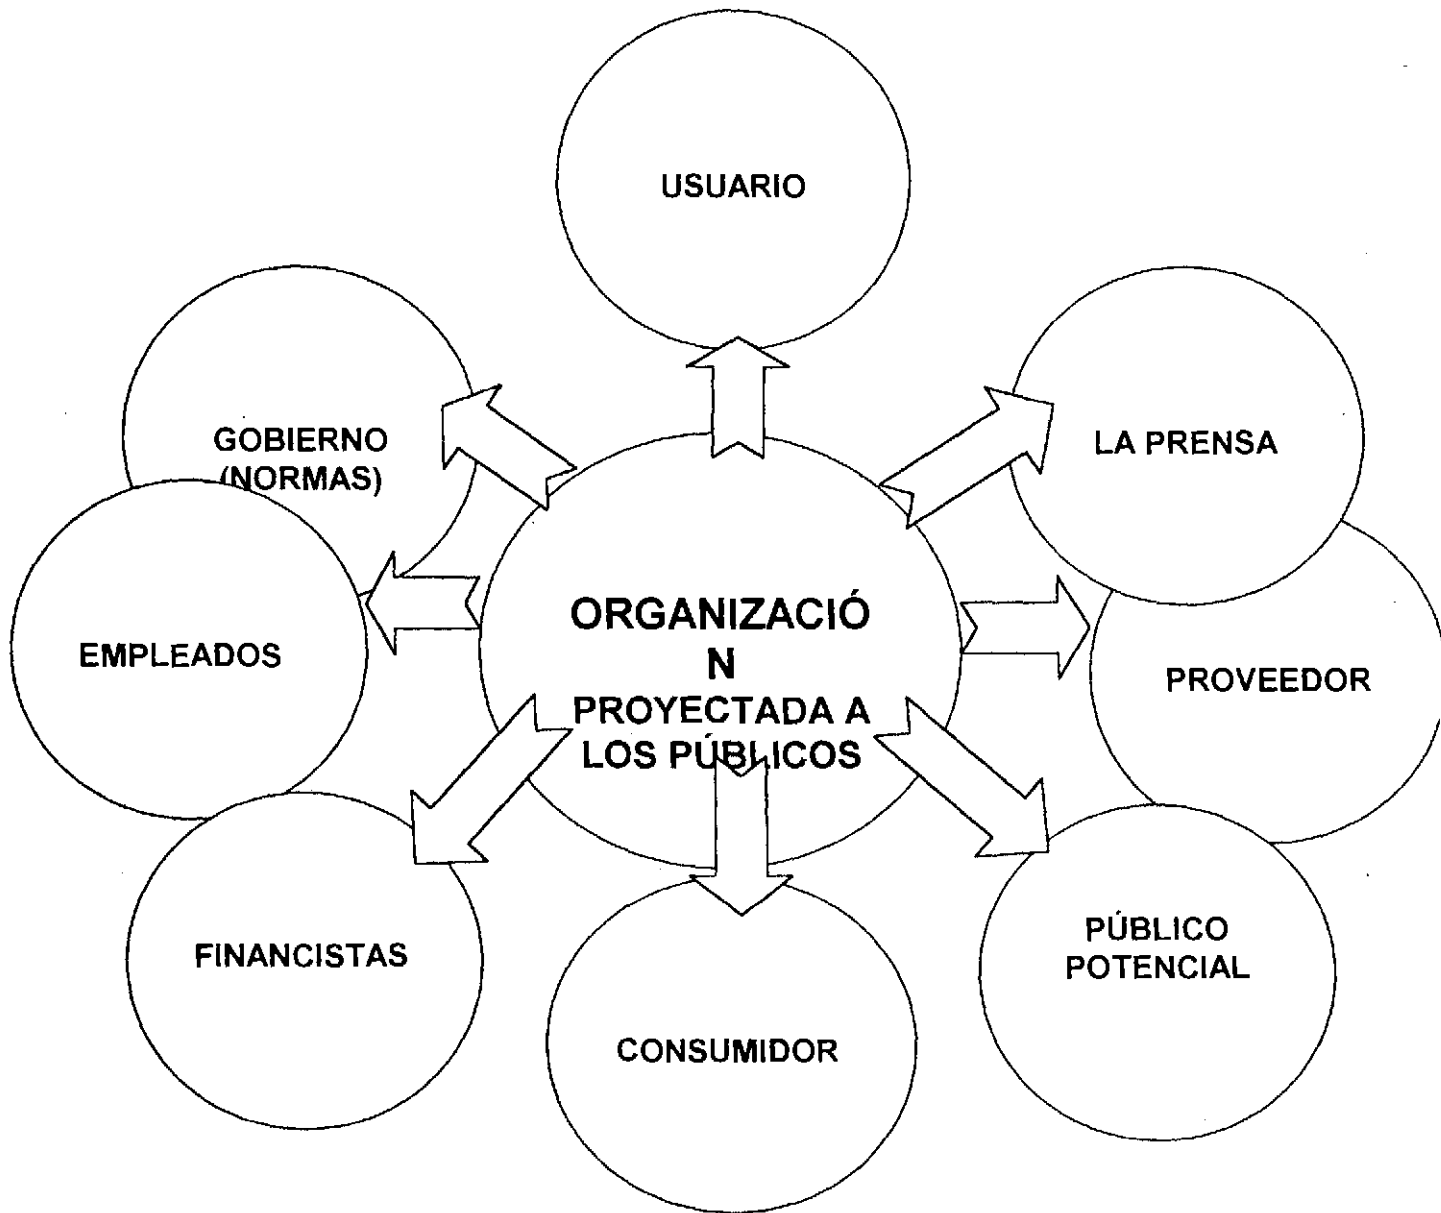 USUARIO
GOBIERNO
(NORMAS)
LA PRENSA
EMPLEADOS
ORGANIZACIÓ
N
PROYECTADA A
LOS PÚBLICOS
PROVEEDOR
FINANCISTAS
PÚBLICO
POTENCIAL
CONSUMIDOR